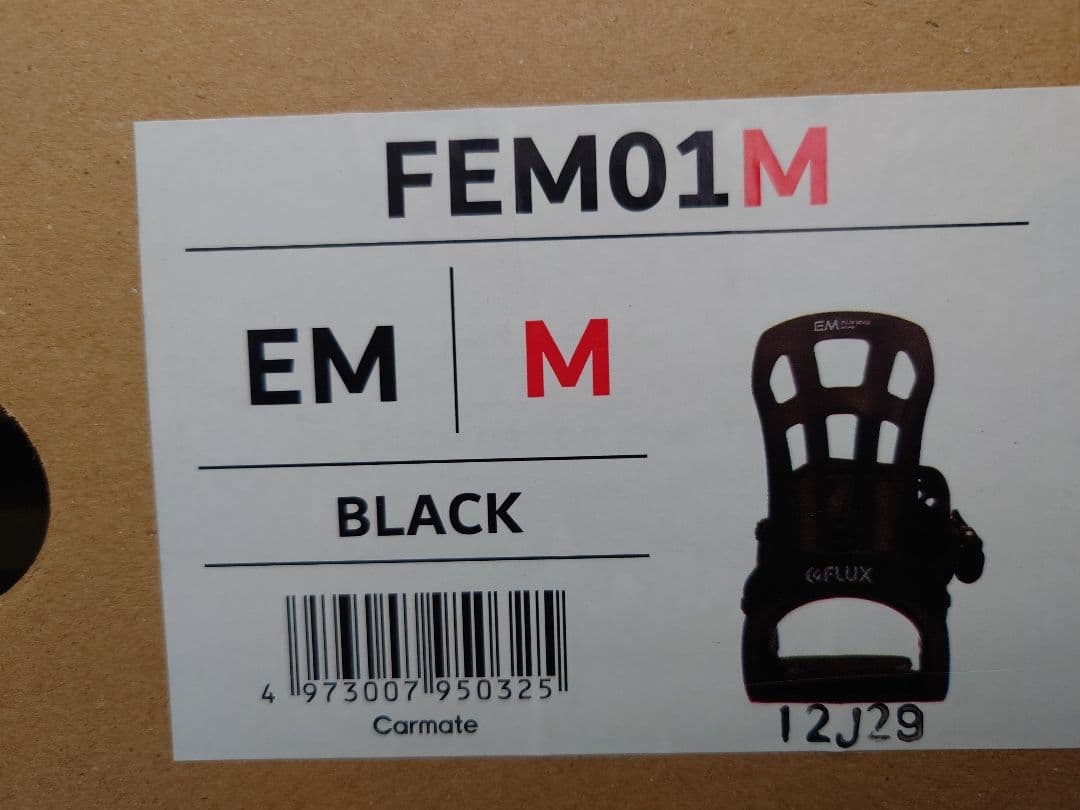 FEM01M
EM M
EM
BLACK
FLUX
4 973007 950325
Carmate
12J29